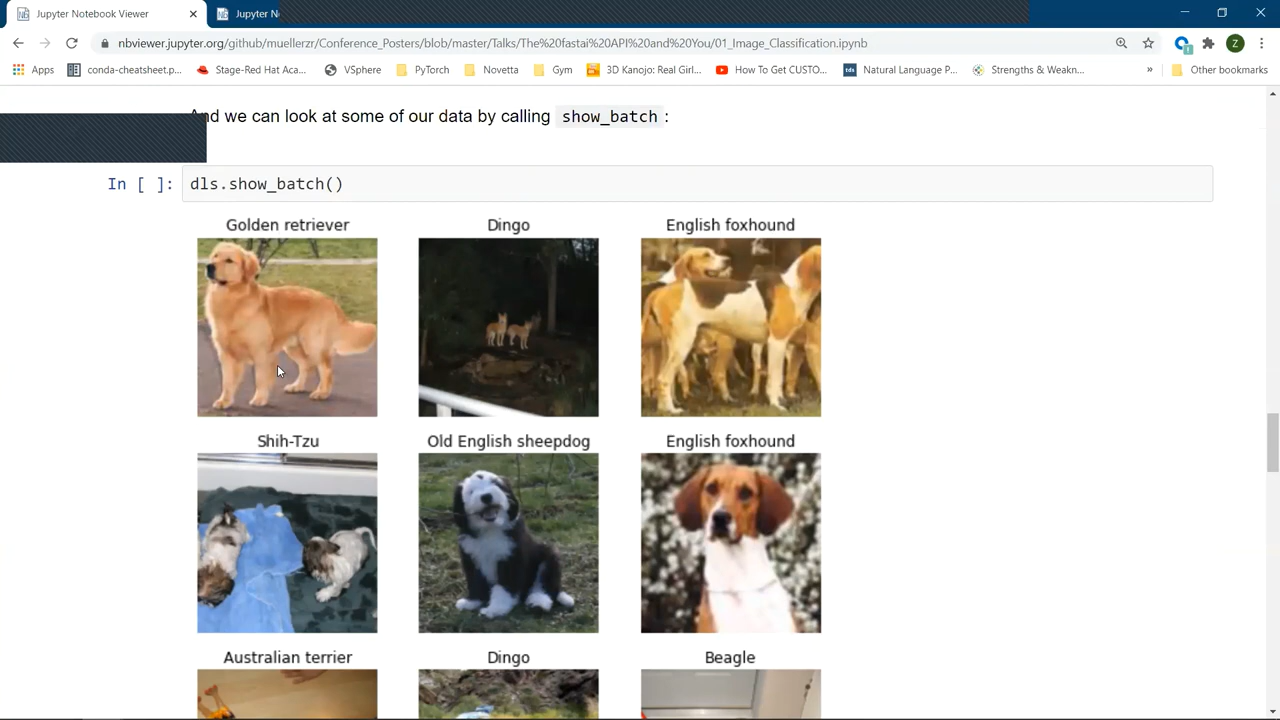 Jupyter Notebook Viewer
Jupyter N
nbviewer.jupyter.org/github/muellerzr/Conference_Posters/blob/master/Talks/The%20fastai%20API%20and%20You/01_Image_Classification.ipynb
Z
Apps
conda-cheatsheet.p...
Stage-Red Hat Aca...
VSphere
PyTorch
Novetta
Gym
3D Kanojo: Real Girl...
How To Get CUSTO...
tds
Natural Language P...
Strengths & Weakn...
»
Other bookmarks
And we can look at some of our data by calling show_batch:
In [ ]: dls.show_batch()
Golden retriever Dingo English foxhound
Shih-Tzu Old English sheepdog English foxhound
Australian terrier Dingo Beagle